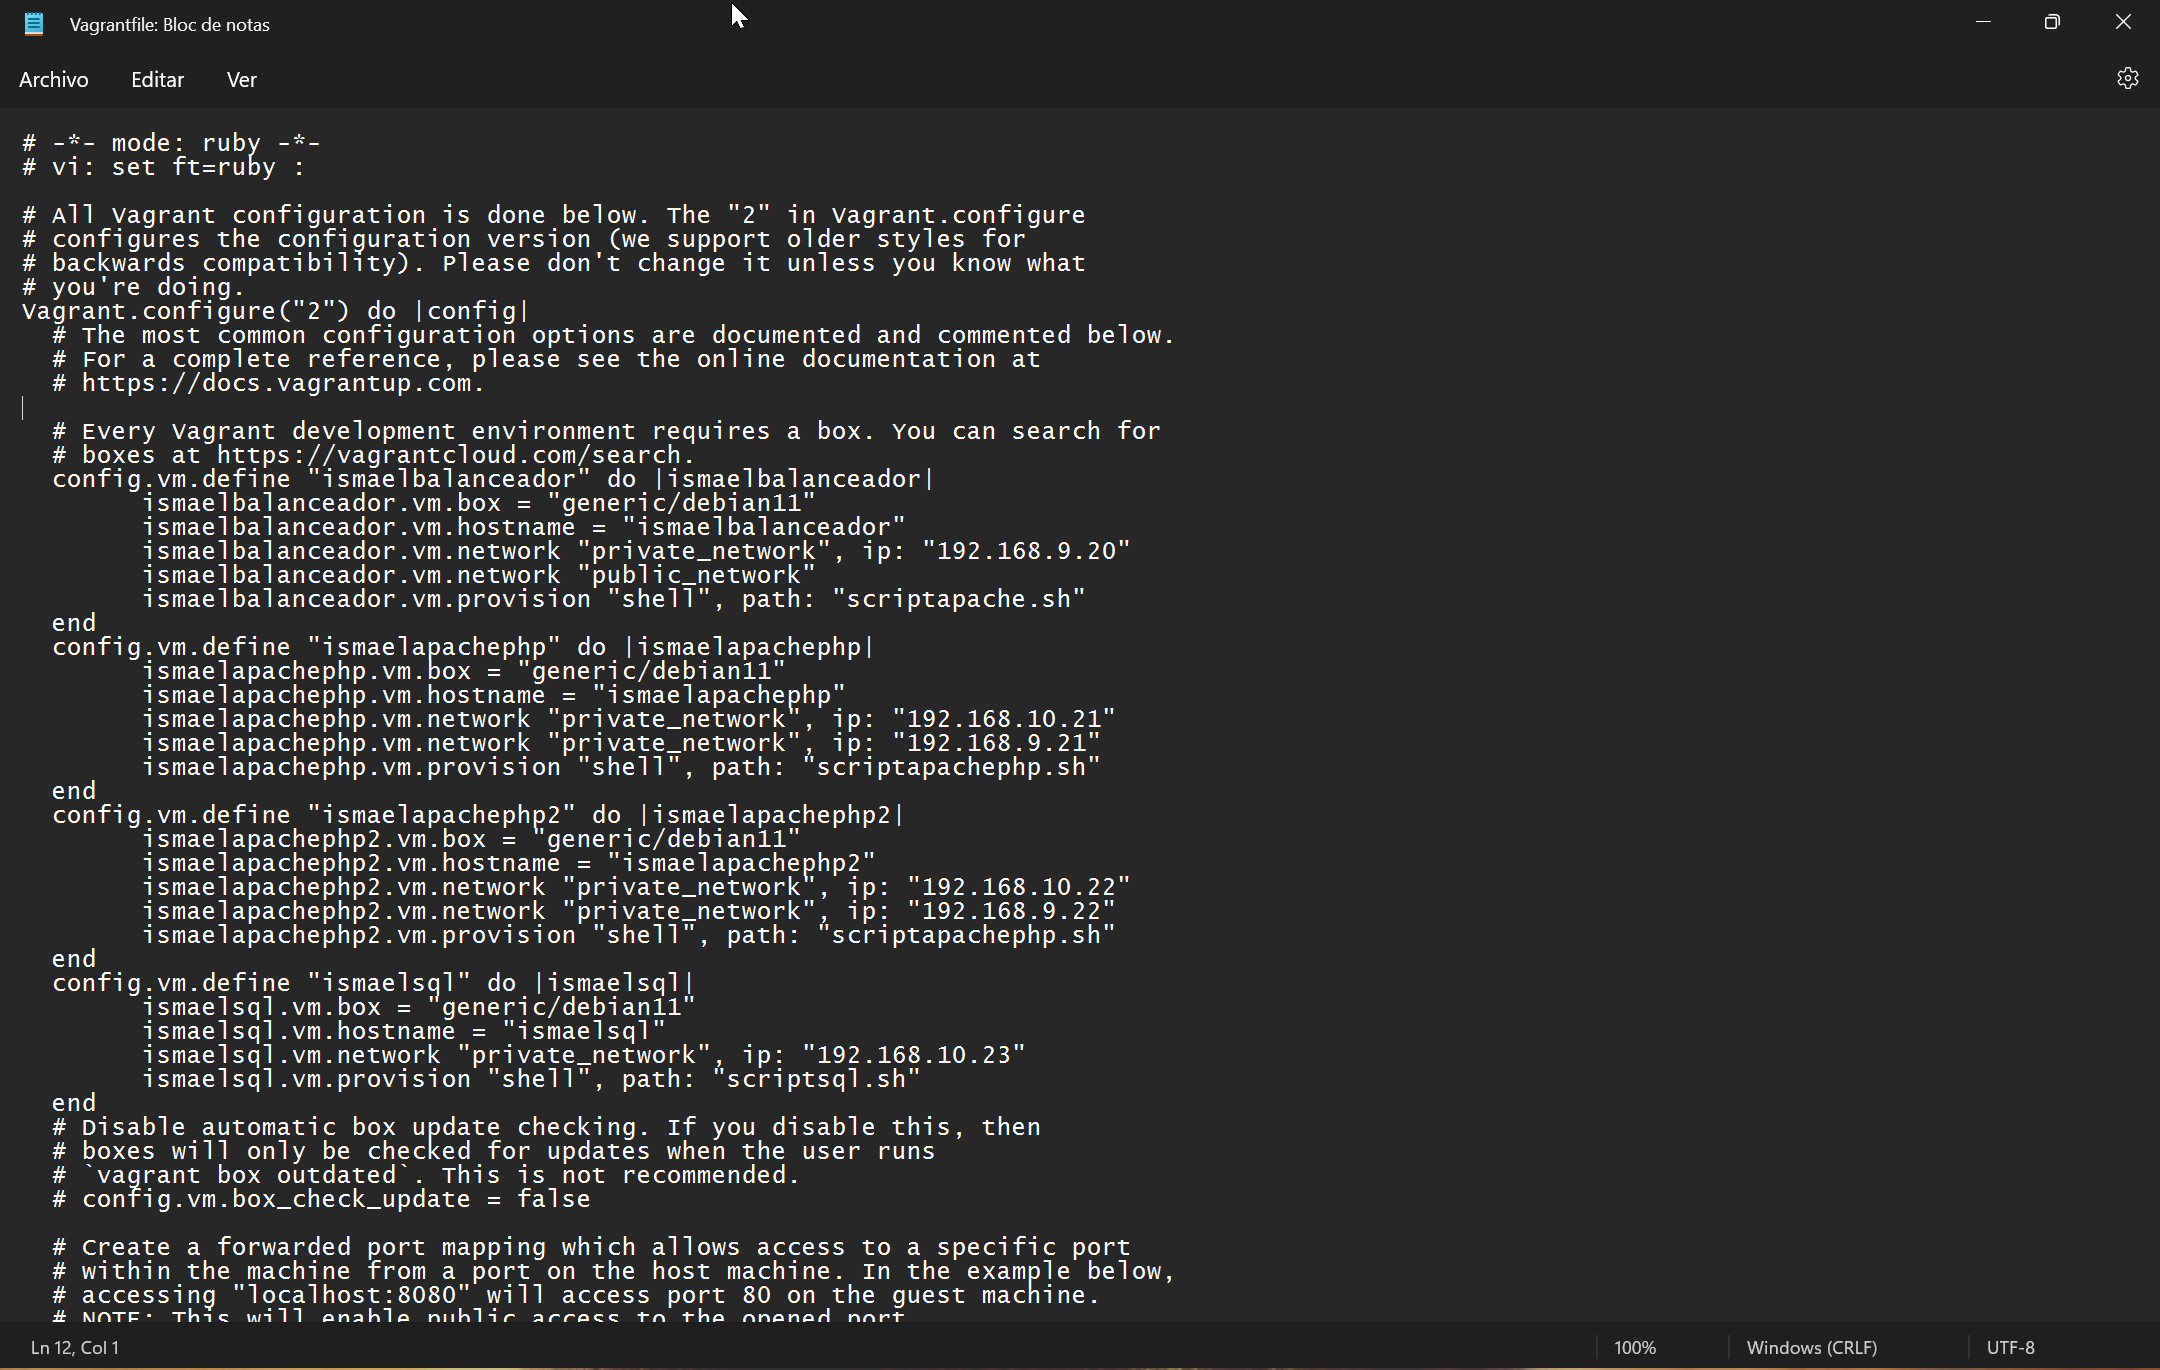 Vagrantfile: Bloc de notas
Archivo Editar Ver
# -*- mode: ruby -*-
# vi: set ft=ruby :
# All Vagrant configuration is done below. The "2" in Vagrant.configure
# configures the configuration version (we support older styles for
# backwards compatibility). Please don't change it unless you know what
# you're doing.
Vagrant.configure("2") do |config|
  # The most common configuration options are documented and commented below.
  # For a complete reference, please see the online documentation at
  # https://docs.vagrantup.com.
  # Every Vagrant development environment requires a box. You can search for
  # boxes at https://vagrantcloud.com/search.
  config.vm.define "ismaelbalanceador" do |ismaelbalanceador|
        ismaelbalanceador.vm.box = "generic/debian11"
        ismaelbalanceador.vm.hostname = "ismaelbalanceador"
        ismaelbalanceador.vm.network "private_network", ip: "192.168.9.20"
        ismaelbalanceador.vm.network "public_network"
        ismaelbalanceador.vm.provision "shell", path: "scriptapache.sh"
  end
  config.vm.define "ismaelapachephp" do |ismaelapachephp|
        ismaelapachephp.vm.box = "generic/debian11"
        ismaelapachephp.vm.hostname = "ismaelapachephp"
        ismaelapachephp.vm.network "private_network", ip: "192.168.10.21"
        ismaelapachephp.vm.network "private_network", ip: "192.168.9.21"
        ismaelapachephp.vm.provision "shell", path: "scriptapachephp.sh"
  end
  config.vm.define "ismaelapachephp2" do |ismaelapachephp2|
        ismaelapachephp2.vm.box = "generic/debian11"
        ismaelapachephp2.vm.hostname = "ismaelapachephp2"
        ismaelapachephp2.vm.network "private_network", ip: "192.168.10.22"
        ismaelapachephp2.vm.network "private_network", ip: "192.168.9.22"
        ismaelapachephp2.vm.provision "shell", path: "scriptapachephp.sh"
  end
  config.vm.define "ismaelsql" do |ismaelsql|
        ismaelsql.vm.box = "generic/debian11"
        ismaelsql.vm.hostname = "ismaelsql"
        ismaelsql.vm.network "private_network", ip: "192.168.10.23"
        ismaelsql.vm.provision "shell", path: "scriptsql.sh"
  end
  # Disable automatic box update checking. If you disable this, then
  # boxes will only be checked for updates when the user runs
  # `vagrant box outdated`. This is not recommended.
  # config.vm.box_check_update = false
  # Create a forwarded port mapping which allows access to a specific port
  # within the machine from a port on the host machine. In the example below,
  # accessing "localhost:8080" will access port 80 on the guest machine.
  # NOTE: This will enable public access to the opened port
Ln 12, Col 1 100% Windows (CRLF) UTF-8